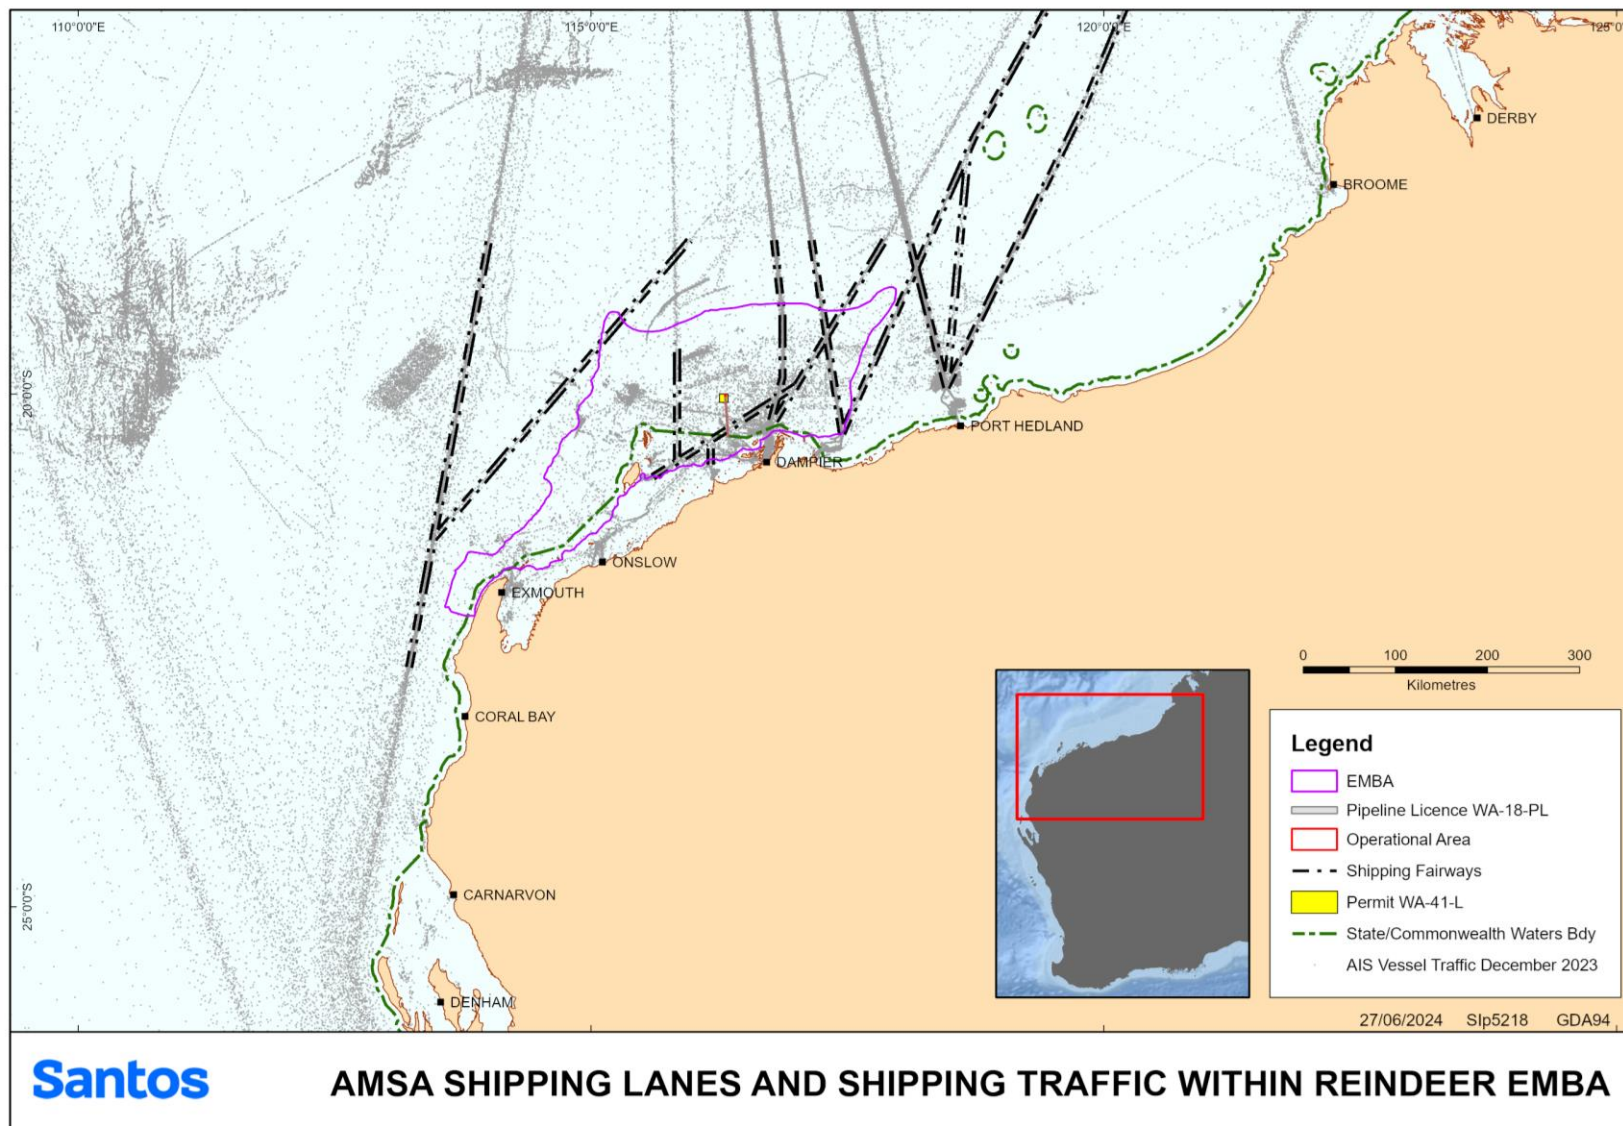 110°0'0"E
115°0'0"E
120°0'0"E
DERBY
BROOME
20°0'0"S
PORT HEDLAND
DAMPIER
ONSLOW
EXMOUTH
CORAL BAY
CARNARVON
25°0'0"S
DENHAM
0 100 200 300
Kilometres
Legend
EMBA
Pipeline Licence WA-18-PL
Operational Area
Shipping Fairways
Permit WA-41-L
State/Commonwealth Waters Bdy
AIS Vessel Traffic December 2023
27/06/2024 SIp5218 GDA94
Santos
AMSA SHIPPING LANES AND SHIPPING TRAFFIC WITHIN REINDEER EMBA